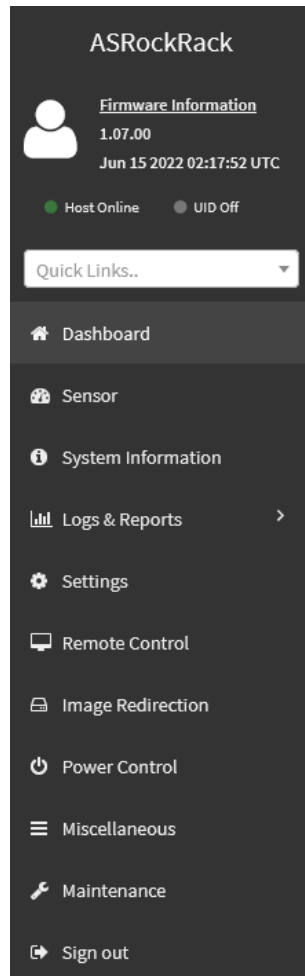 ASRockRack
Firmware Information
1.07.00
Jun 15 2022 02:17:52 UTC
Host Online UID Off
Quick Links..
Dashboard
Sensor
System Information
Logs & Reports
Settings
Remote Control
Image Redirection
Power Control
Miscellaneous
Maintenance
Sign out